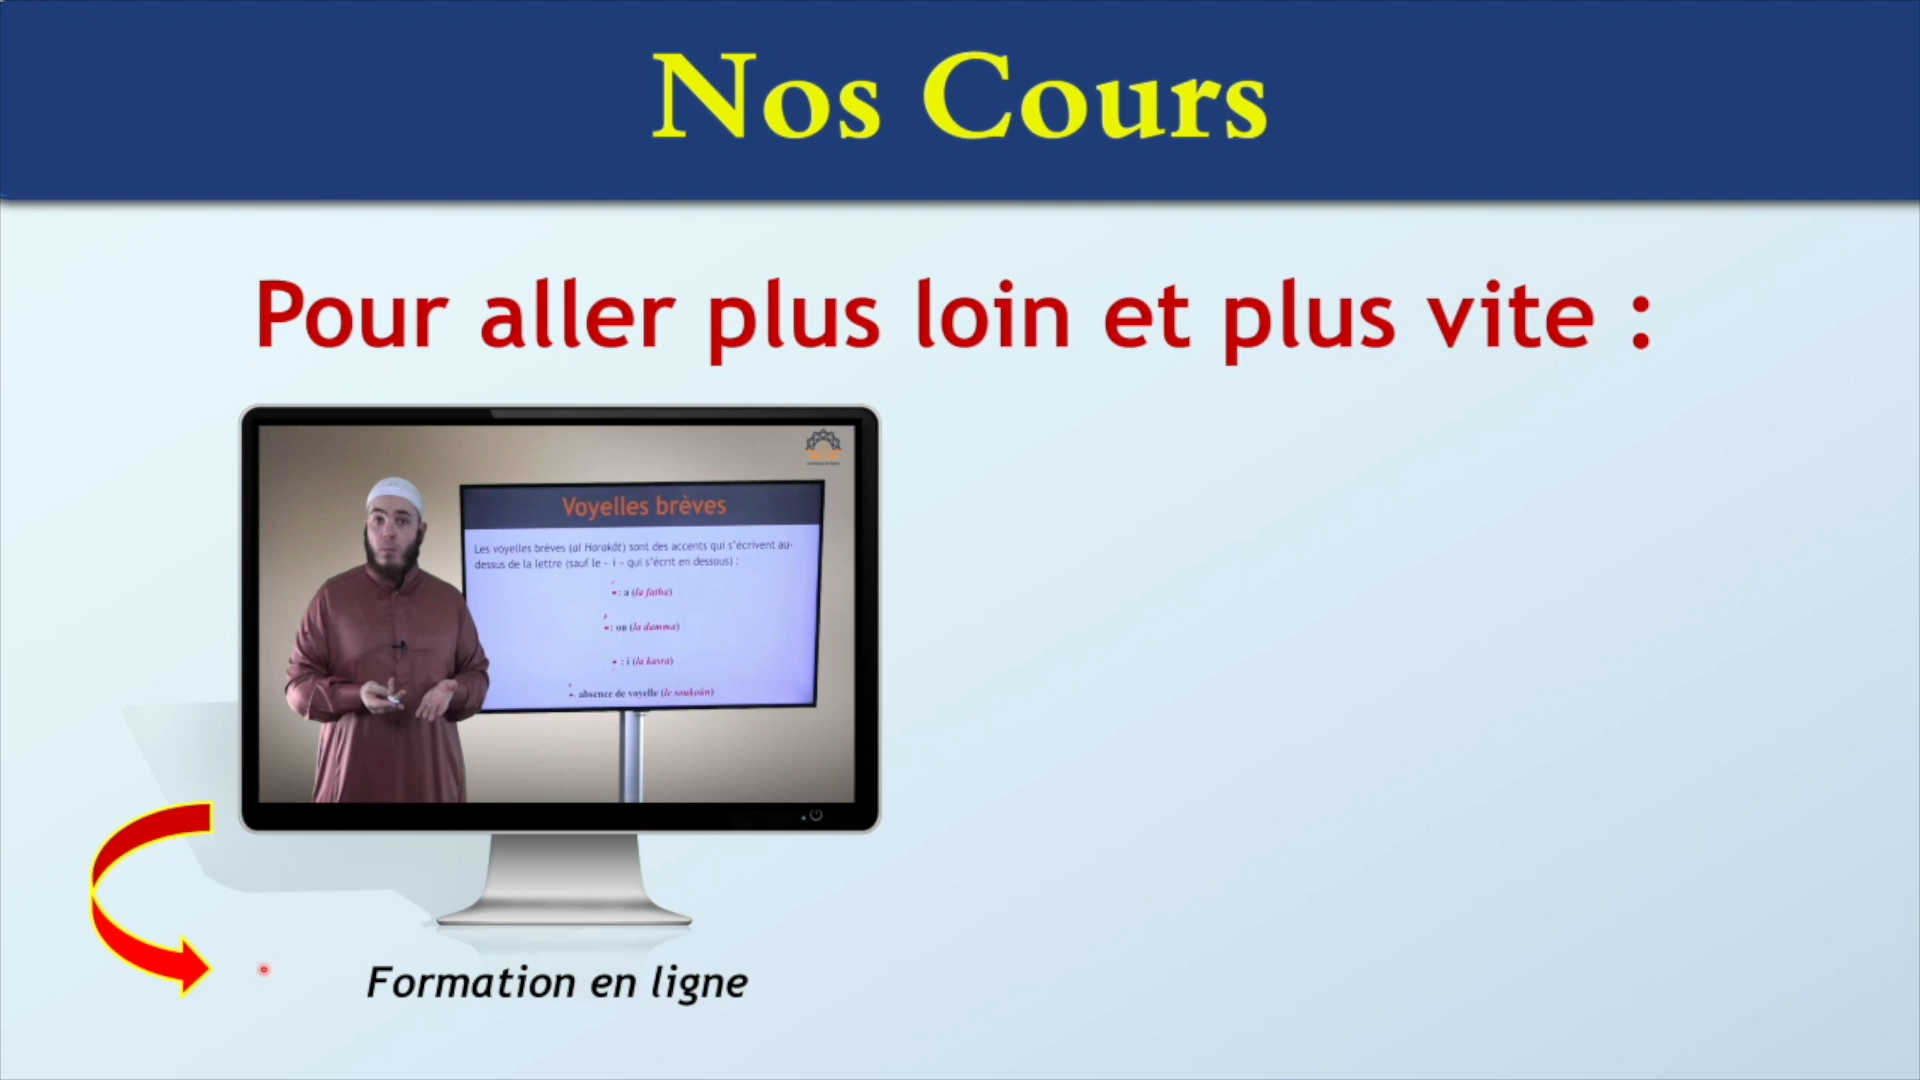 Nos Cours
Pour aller plus loin et plus vite :
Voyelles brèves
Les voyelles brèves (al Harakât) sont des accents qui s'écrivent au-
dessus de la lettre (sauf le « i » qui s'écrit en dessous) :
: a (la fatha)
: ou (la damma)
: i (la kasra)
: absence de voyelle (le soukoûn)
Formation en ligne